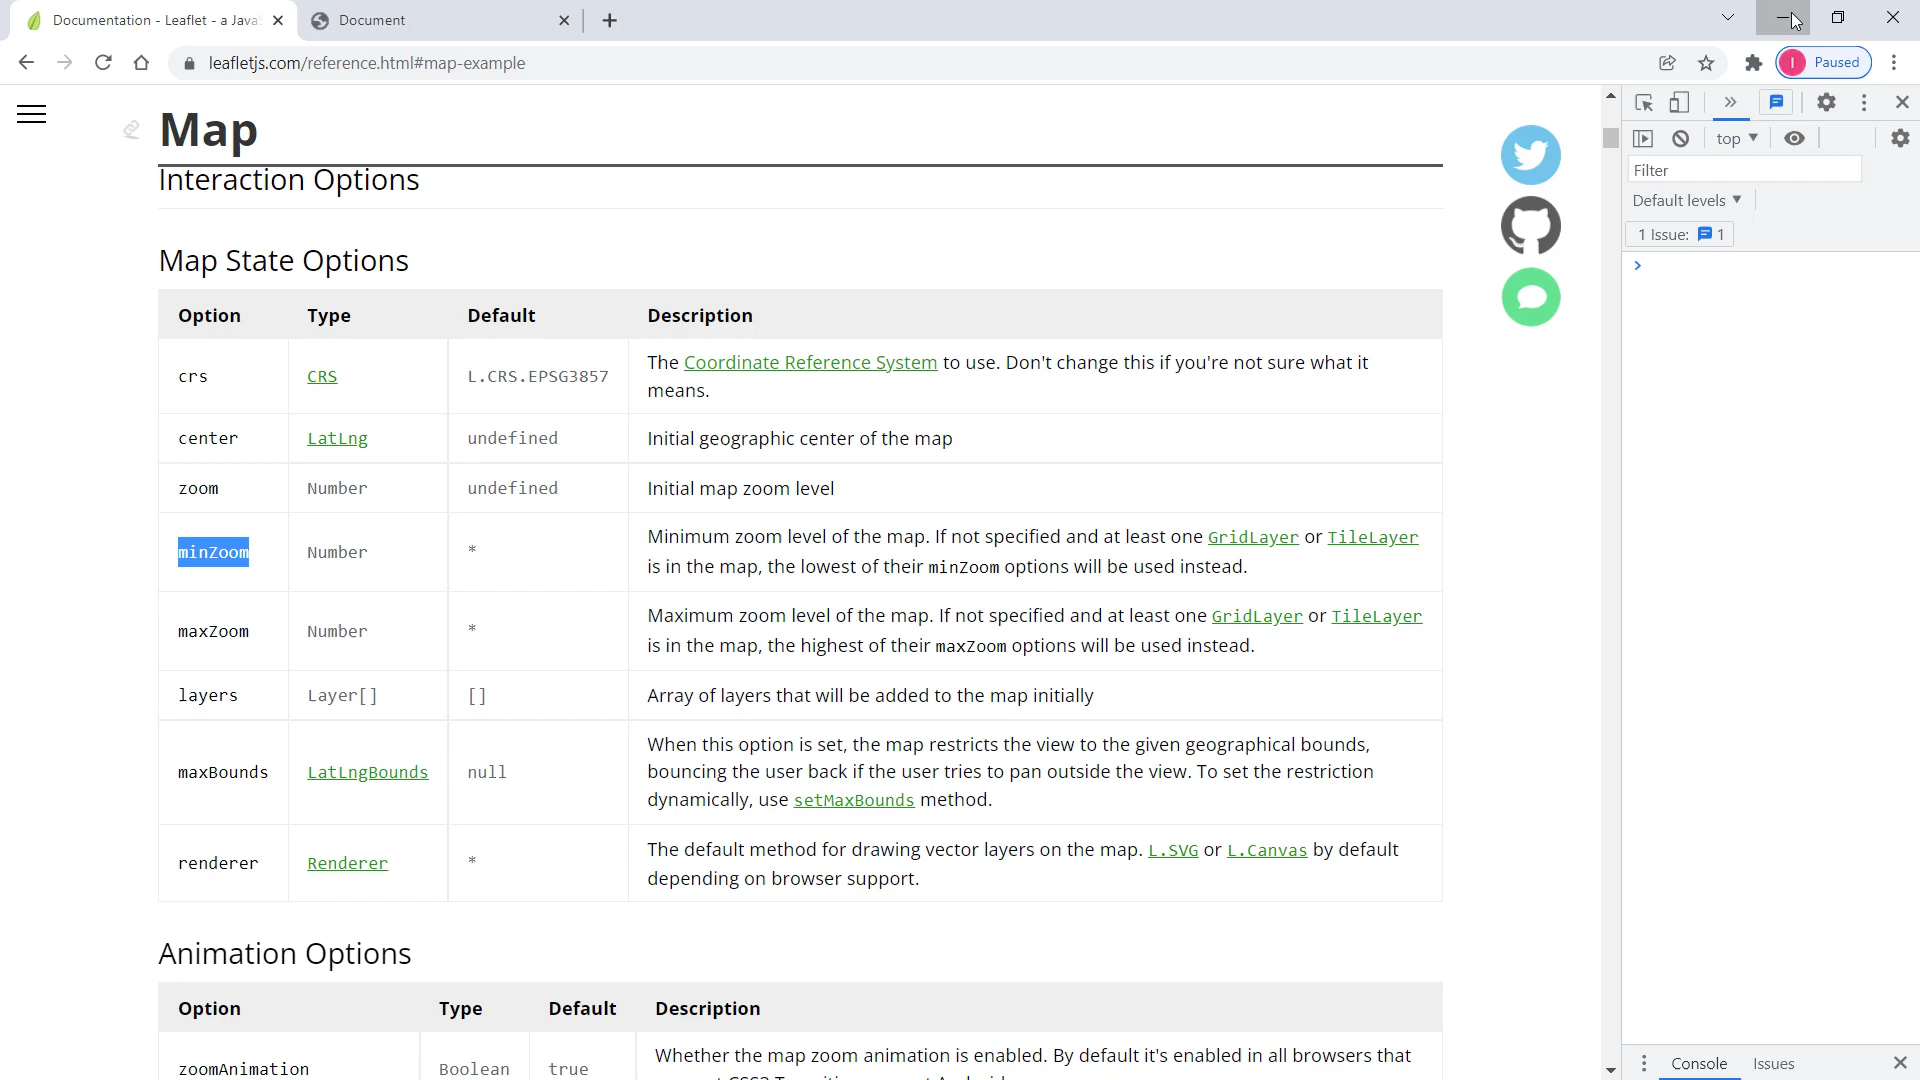 Documentation - Leaflet - a Java
Document
leafletjs.com/reference.html#map-example
I
Paused
Map
Interaction Options
Map State Options
Option Type Default Description
crs CRS L.CRS.EPSG3857 The Coordinate Reference System to use. Don't change this if you're not sure what it
means.
center LatLng undefined Initial geographic center of the map
zoom Number undefined Initial map zoom level
minZoom Number * Minimum zoom level of the map. If not specified and at least one GridLayer or TileLayer
is in the map, the lowest of their minZoom options will be used instead.
maxZoom Number * Maximum zoom level of the map. If not specified and at least one GridLayer or TileLayer
is in the map, the highest of their maxZoom options will be used instead.
layers Layer[] [] Array of layers that will be added to the map initially
maxBounds LatLngBounds null When this option is set, the map restricts the view to the given geographical bounds,
bouncing the user back if the user tries to pan outside the view. To set the restriction
dynamically, use setMaxBounds method.
renderer Renderer * The default method for drawing vector layers on the map. L.SVG or L.Canvas by default
depending on browser support.
Animation Options
Option Type Default Description
zoomAnimation Boolean true Whether the map zoom animation is enabled. By default it's enabled in all browsers that
top
Filter
Default levels
1 Issue: 1
Console Issues